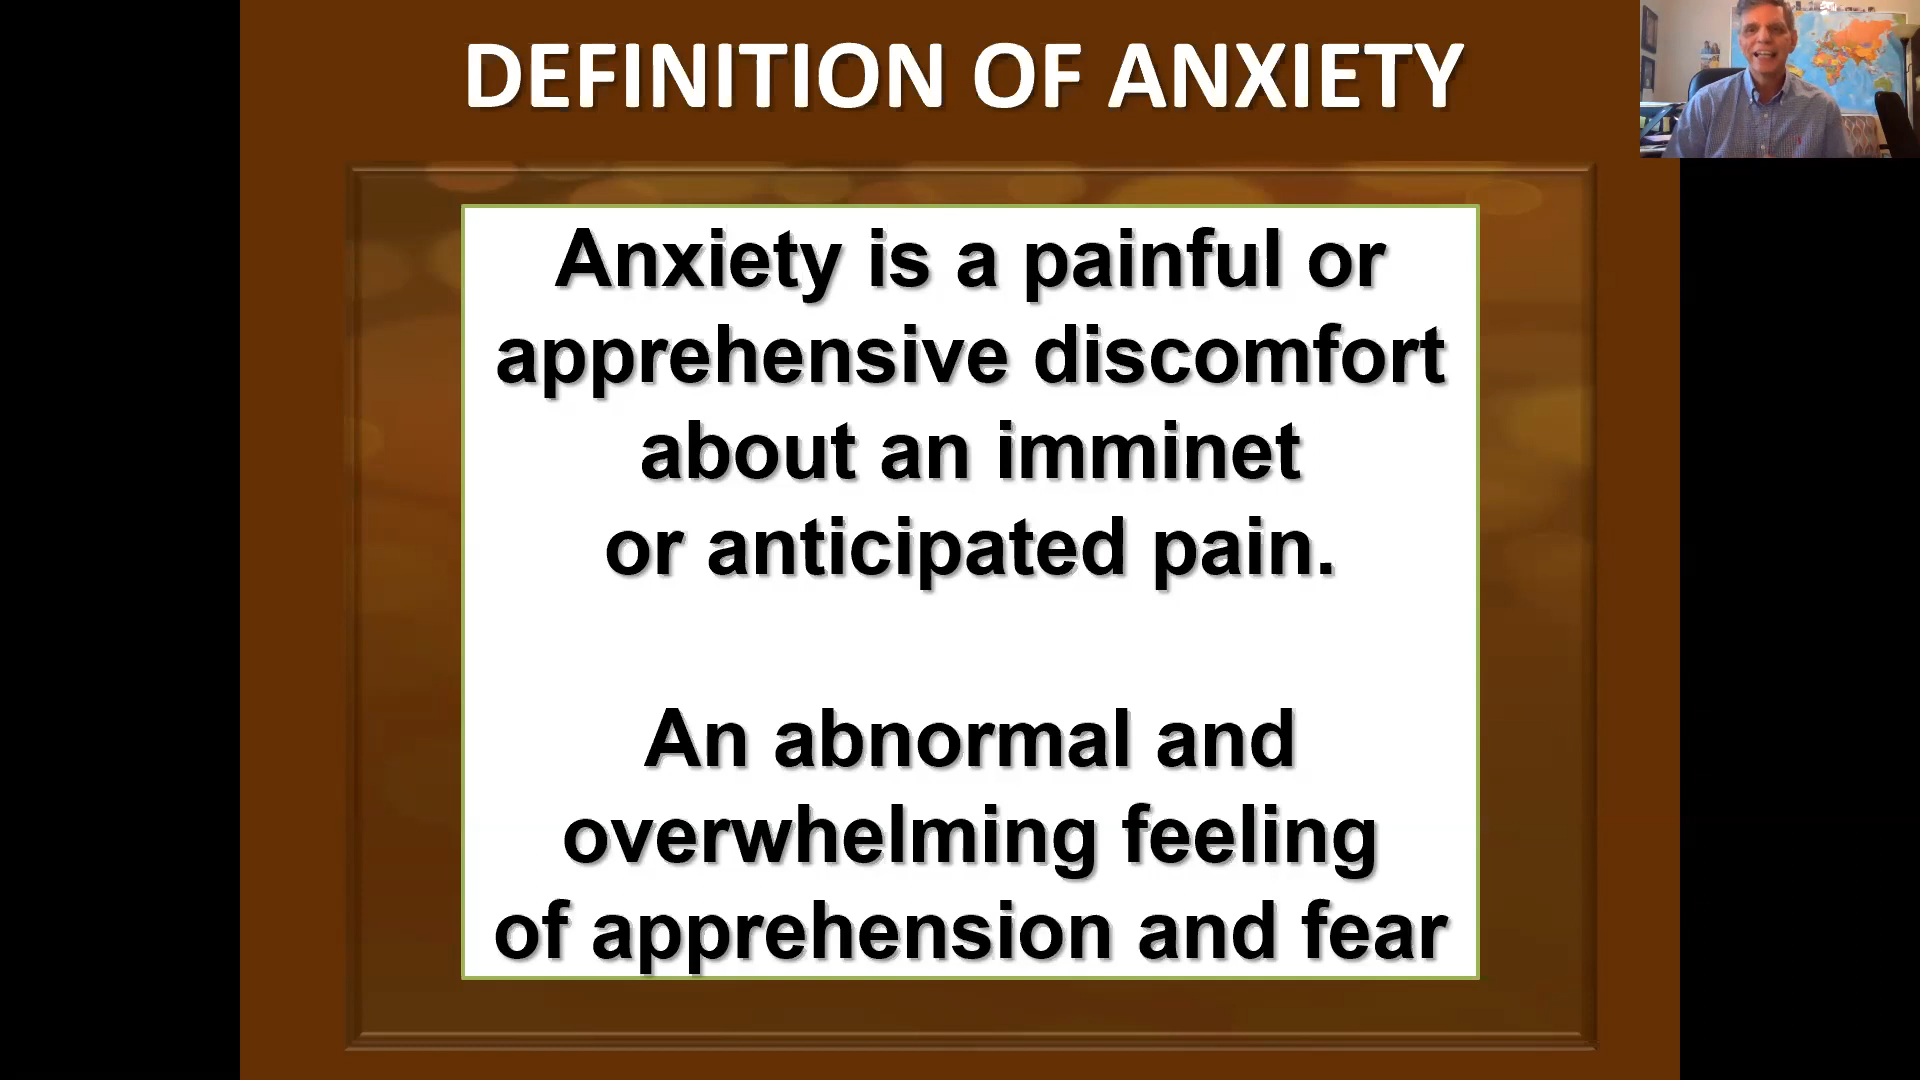 DEFINITION OF ANXIETY
Anxiety is a painful or
apprehensive discomfort
about an imminet
or anticipated pain.
An abnormal and
overwhelming feeling
of apprehension and fear